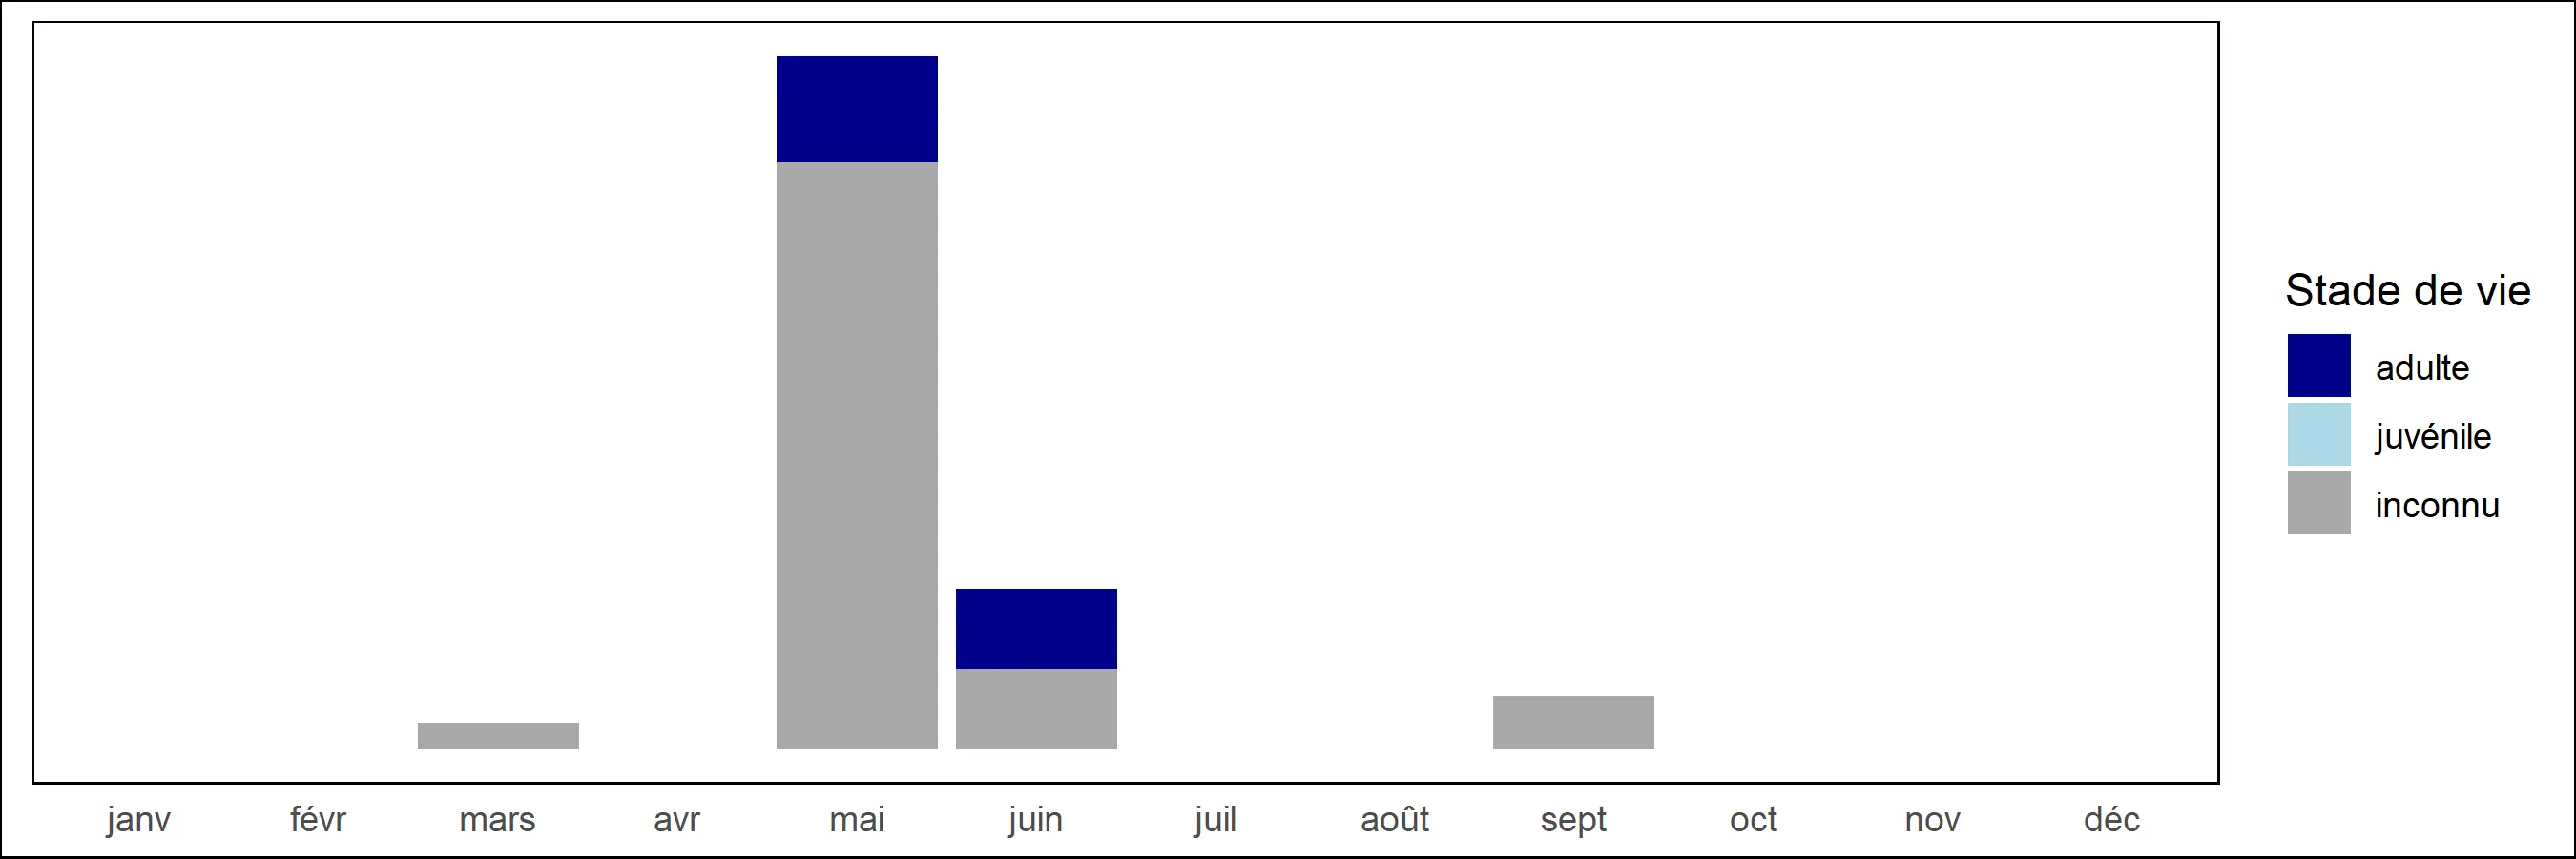 Stade de vie
adulte
juvénile
inconnu
janv févr mars avr mai juin juil août sept oct nov déc